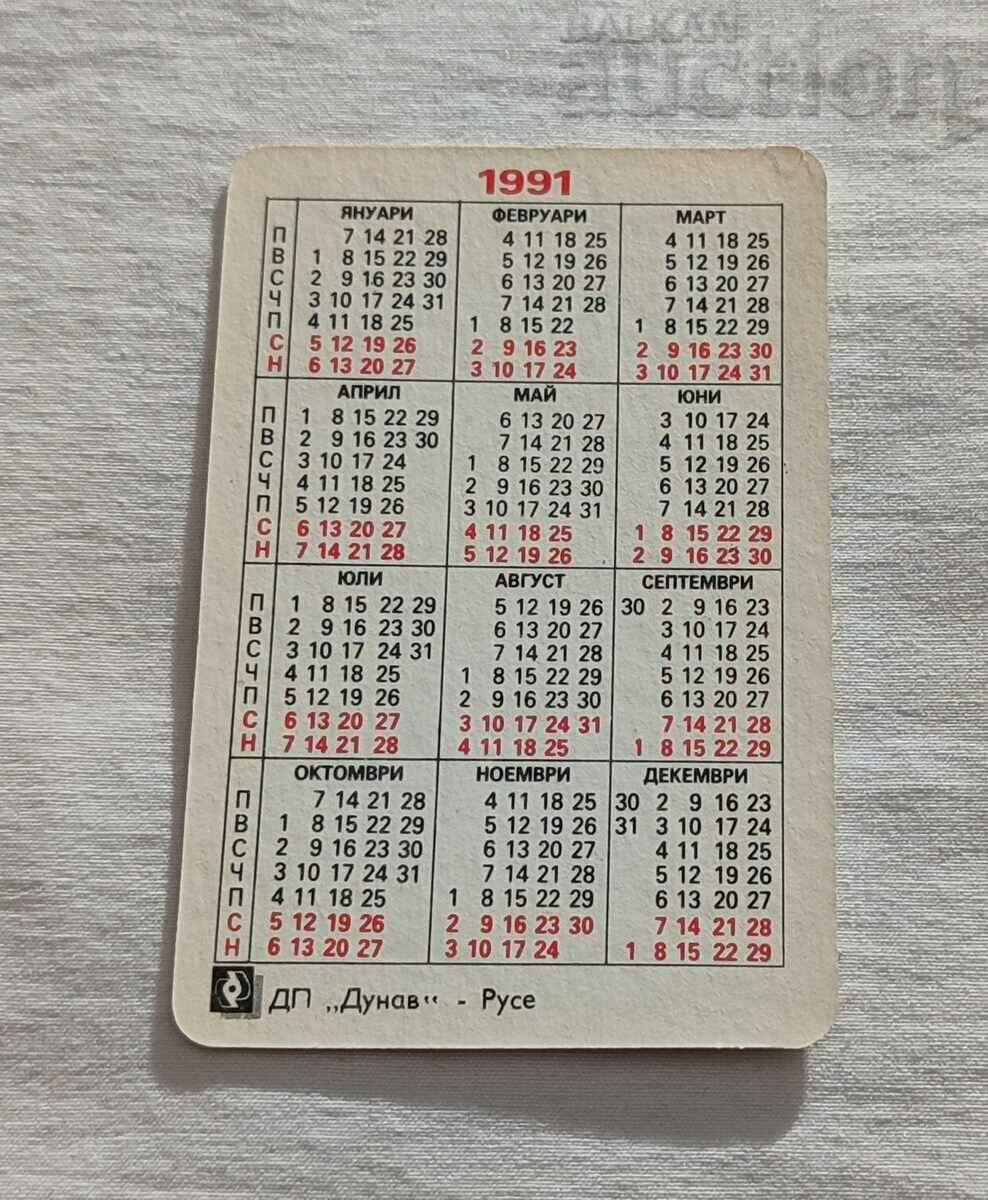 BALKAN
1991
ЯНУАРИ ФЕВРУАРИ МАРТ
П 7 14 21 28 4 11 18 25 4 11 18 25
В 1 8 15 22 29 5 12 19 26 5 12 19 26
С 2 9 16 23 30 6 13 20 27 6 13 20 27
Ч 3 10 17 24 31 7 14 21 28 7 14 21 28
П 4 11 18 25 1 8 15 22 1 8 15 22 29
С 5 12 19 26 2 9 16 23 2 9 16 23 30
Н 6 13 20 27 3 10 17 24 3 10 17 24 31
АПРИЛ МАЙ ЮНИ
П 1 8 15 22 29 6 13 20 27 3 10 17 24
В 2 9 16 23 30 7 14 21 28 4 11 18 25
С 3 10 17 24 1 8 15 22 29 5 12 19 26
Ч 4 11 18 25 2 9 16 23 30 6 13 20 27
П 5 12 19 26 3 10 17 24 31 7 14 21 28
С 6 13 20 27 4 11 18 25 1 8 15 22 29
Н 7 14 21 28 5 12 19 26 2 9 16 23 30
ЮЛИ АВГУСТ СЕПТЕМВРИ
П 1 8 15 22 29 5 12 19 26 30 2 9 16 23
В 2 9 16 23 30 6 13 20 27 3 10 17 24
С 3 10 17 24 31 7 14 21 28 4 11 18 25
Ч 4 11 18 25 1 8 15 22 29 5 12 19 26
П 5 12 19 26 2 9 16 23 30 6 13 20 27
С 6 13 20 27 3 10 17 24 31 7 14 21 28
Н 7 14 21 28 4 11 18 25 1 8 15 22 29
ОКТОМВРИ НОЕМВРИ ДЕКЕМВРИ
П 7 14 21 28 4 11 18 25 30 2 9 16 23
В 1 8 15 22 29 5 12 19 26 31 3 10 17 24
С 2 9 16 23 30 6 13 20 27 4 11 18 25
Ч 3 10 17 24 31 7 14 21 28 5 12 19 26
П 4 11 18 25 1 8 15 22 29 6 13 20 27
С 5 12 19 26 2 9 16 23 30 7 14 21 28
Н 6 13 20 27 3 10 17 24 1 8 15 22 29
ДП „Дунав“ - Русе